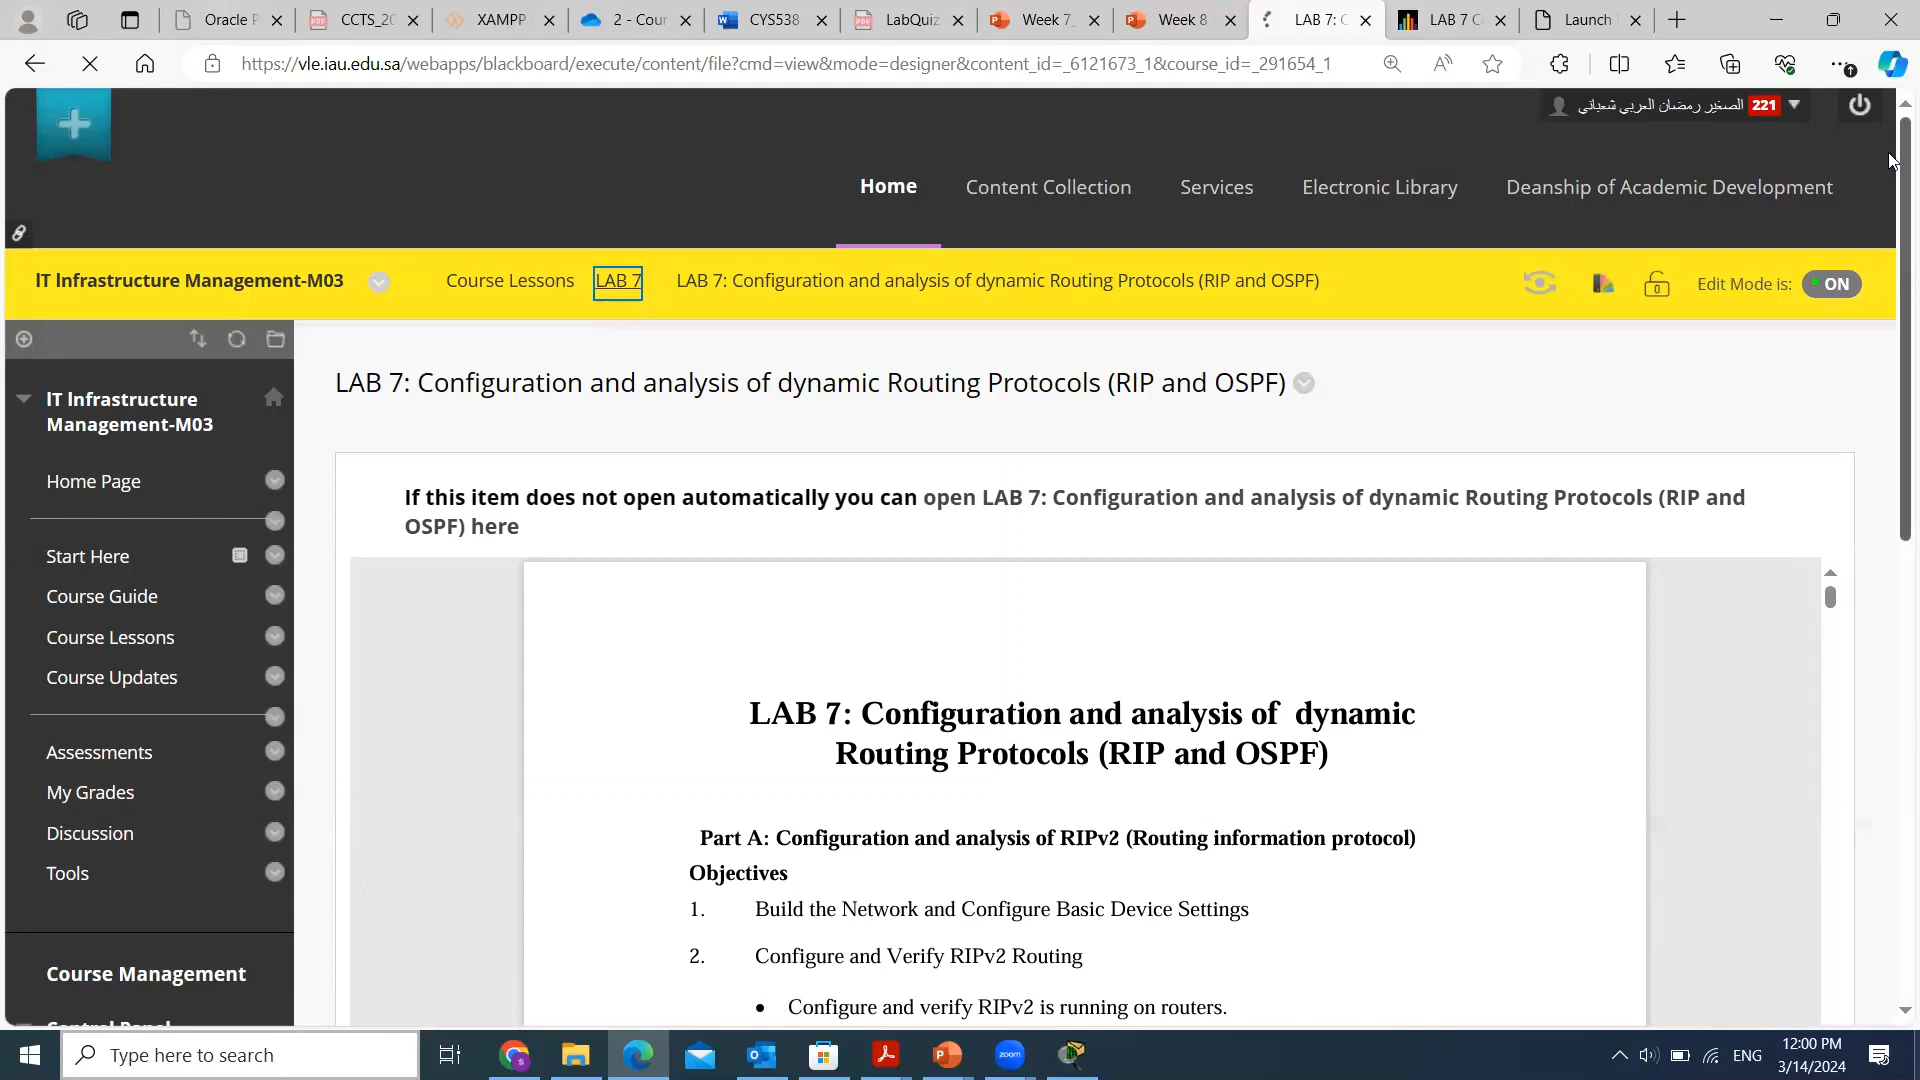 Oracle P
CCTS_20
XAMPP
2 - Cour
CYS538
LabQuiz
Week 7_
Week 8
LAB 7: C
LAB 7 C
Launch
https://vle.iau.edu.sa/webapps/blackboard/execute/content/file?cmd=view&mode=designer&content_id=_6121673_1&course_id=_291654_1
الصغير رمضان العربي شعباني 221
Home Content Collection Services Electronic Library Deanship of Academic Development
IT Infrastructure Management-M03 Course Lessons LAB 7 LAB 7: Configuration and analysis of dynamic Routing Protocols (RIP and OSPF) Edit Mode is: ON
IT Infrastructure
Management-M03
Home Page
Start Here
Course Guide
Course Lessons
Course Updates
Assessments
My Grades
Discussion
Tools
Course Management
LAB 7: Configuration and analysis of dynamic Routing Protocols (RIP and OSPF)
If this item does not open automatically you can open LAB 7: Configuration and analysis of dynamic Routing Protocols (RIP and
OSPF) here
LAB 7: Configuration and analysis of dynamic
Routing Protocols (RIP and OSPF)
Part A: Configuration and analysis of RIPv2 (Routing information protocol)
Objectives
1. Build the Network and Configure Basic Device Settings
2. Configure and Verify RIPv2 Routing
• Configure and verify RIPv2 is running on routers.
Type here to search
zoom
ENG
12:00 PM
3/14/2024